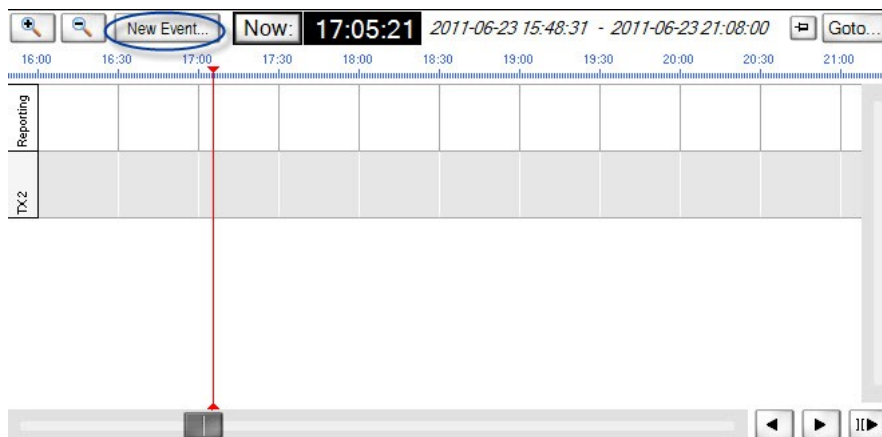 New Event... Now: 17:05:21 2011-06-23 15:48:31 - 2011-06-23 21:08:00 Goto...
16:00 16:30 17:00 17:30 18:00 18:30 19:00 19:30 20:00 20:30 21:00
Reporting
TX2